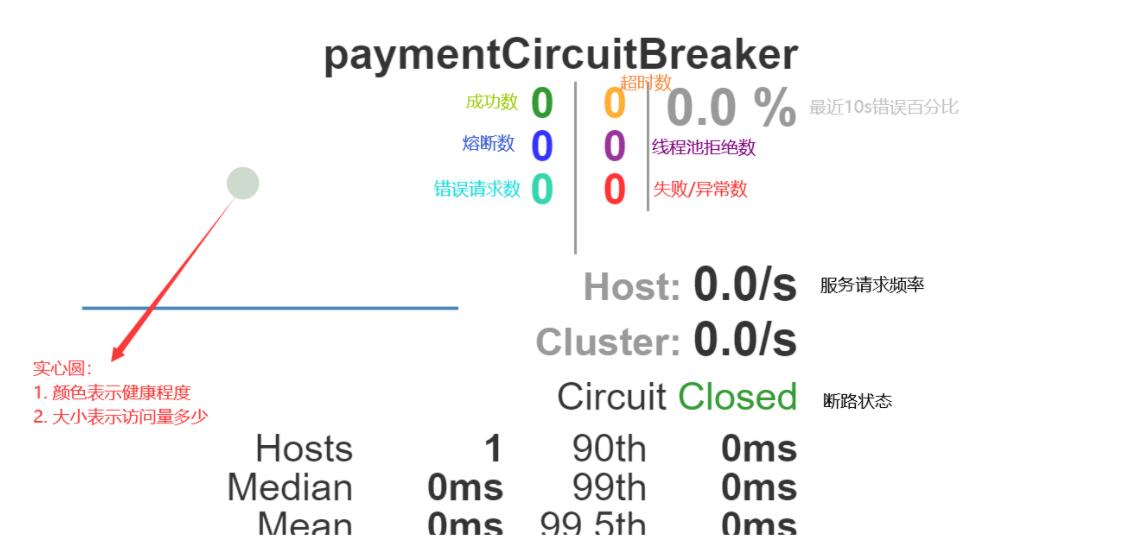 paymentCircuitBreaker
超时数
成功数 0 0 0.0 % 最近10s错误百分比
熔断数 0 0 线程池拒绝数
错误请求数 0 0 失败/异常数
Host: 0.0/s 服务请求频率
Cluster: 0.0/s
实心圆：
1. 颜色表示健康程度
2. 大小表示访问量多少
Circuit Closed 断路状态
Hosts 1 90th 0ms
Median 0ms 99th 0ms
Mean 0ms 99.5th 0ms